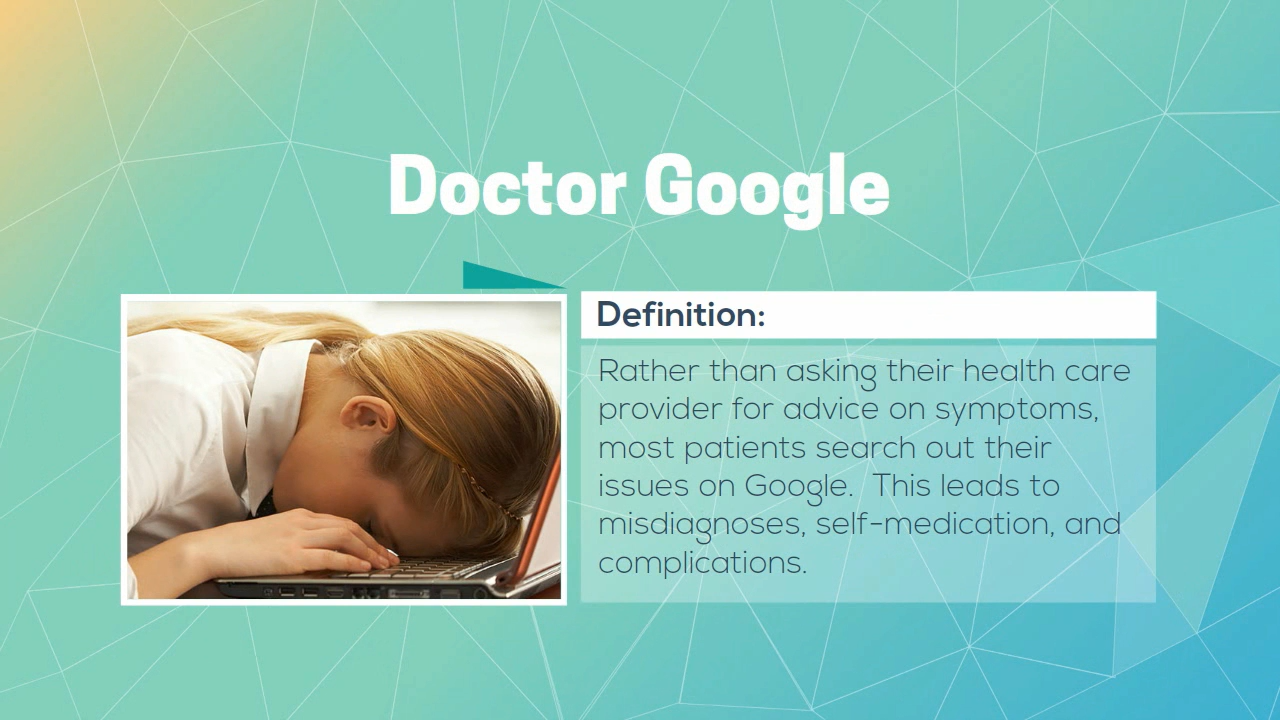 Doctor Google
Definition:
Rather than asking their health care
provider for advice on symptoms,
most patients search out their
issues on Google.  This leads to
misdiagnoses, self-medication, and
complications.